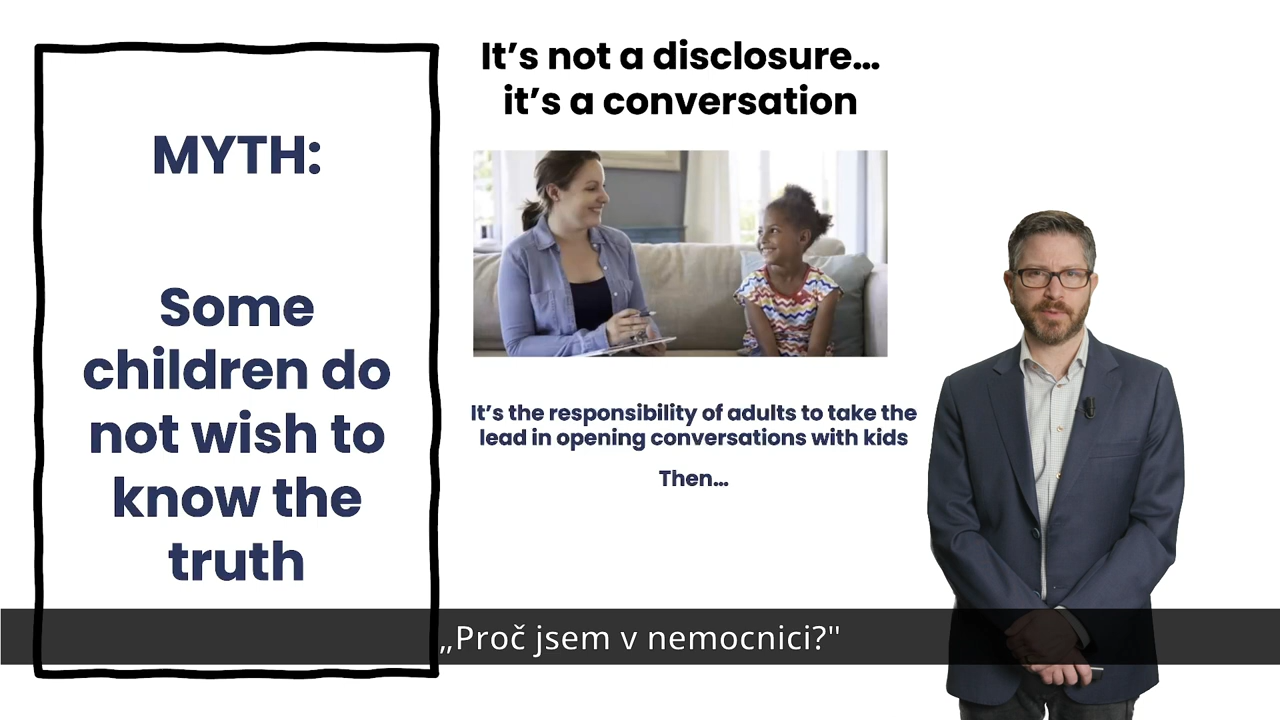 MYTH:
Some
children do
not wish to
know the
truth
It’s not a disclosure...
it’s a conversation
It’s the responsibility of adults to take the
lead in opening conversations with kids
Then...
„Proč jsem v nemocnici?"